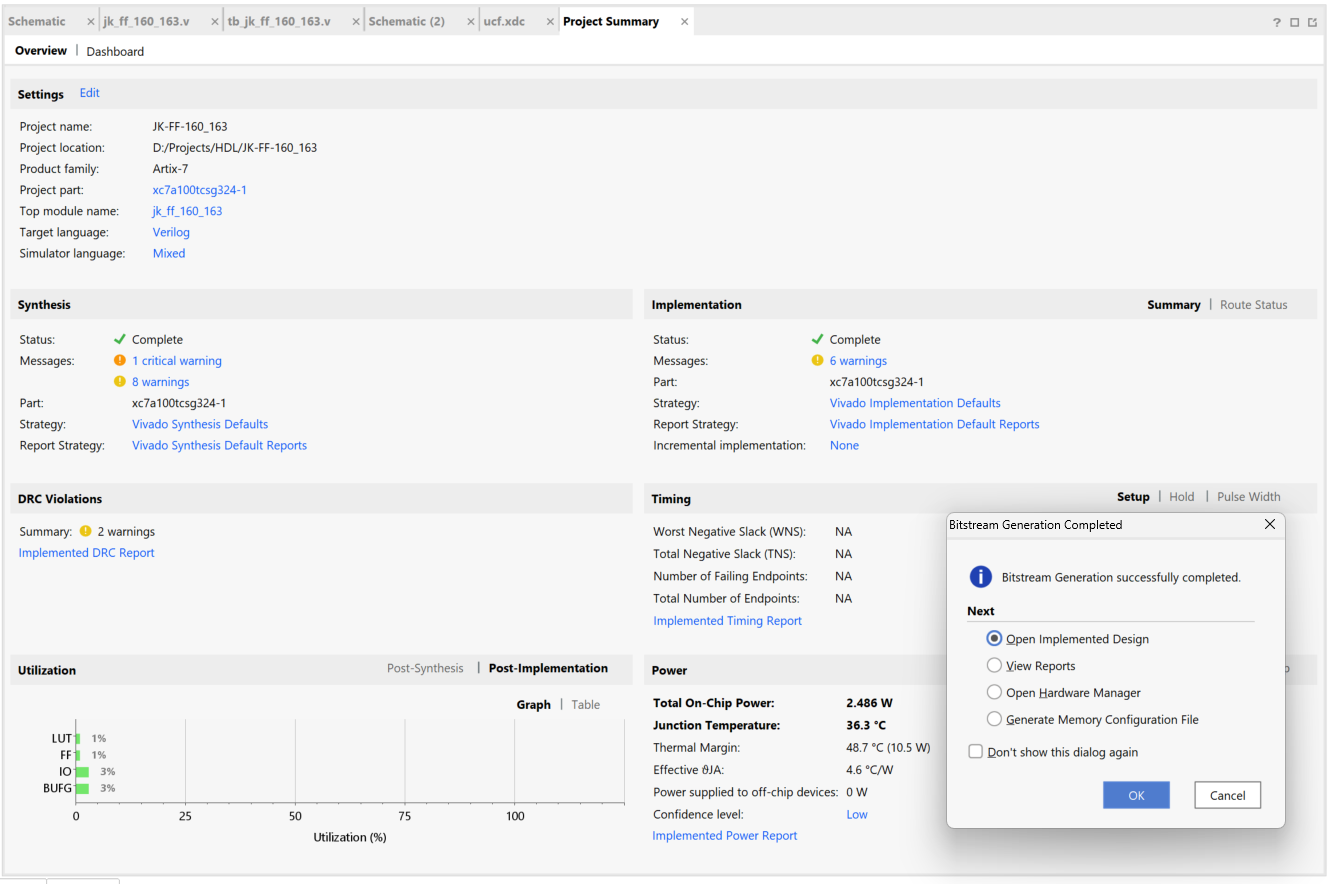 Schematic × jk_ff_160_163.v × tb_jk_ff_160_163.v × Schematic (2) × ucf.xdc × Project Summary ×
Overview | Dashboard
Settings Edit
Project name: JK-FF-160_163
Project location: D:/Projects/HDL/JK-FF-160_163
Product family: Artix-7
Project part: xc7a100tcsg324-1
Top module name: jk_ff_160_163
Target language: Verilog
Simulator language: Mixed
Synthesis
Status: Complete
Messages: 1 critical warning
8 warnings
Part: xc7a100tcsg324-1
Strategy: Vivado Synthesis Defaults
Report Strategy: Vivado Synthesis Default Reports
Implementation Summary | Route Status
Status: Complete
Messages: 6 warnings
Part: xc7a100tcsg324-1
Strategy: Vivado Implementation Defaults
Report Strategy: Vivado Implementation Default Reports
Incremental implementation: None
DRC Violations
Summary: 2 warnings
Implemented DRC Report
Timing Setup | Hold | Pulse Width
Worst Negative Slack (WNS): NA
Total Negative Slack (TNS): NA
Number of Failing Endpoints: NA
Total Number of Endpoints: NA
Implemented Timing Report
Utilization Post-Synthesis | Post-Implementation
Graph | Table
LUT 1%
FF 1%
IO 3%
BUFG 3%
0 25 50 75 100
Utilization (%)
Power
Total On-Chip Power: 2.486 W
Junction Temperature: 36.3 °C
Thermal Margin: 48.7 °C (10.5 W)
Effective ϑJA: 4.6 °C/W
Power supplied to off-chip devices: 0 W
Confidence level: Low
Implemented Power Report
Bitstream Generation Completed
Bitstream Generation successfully completed.
Next
Open Implemented Design
View Reports
Open Hardware Manager
Generate Memory Configuration File
Don't show this dialog again
OK Cancel